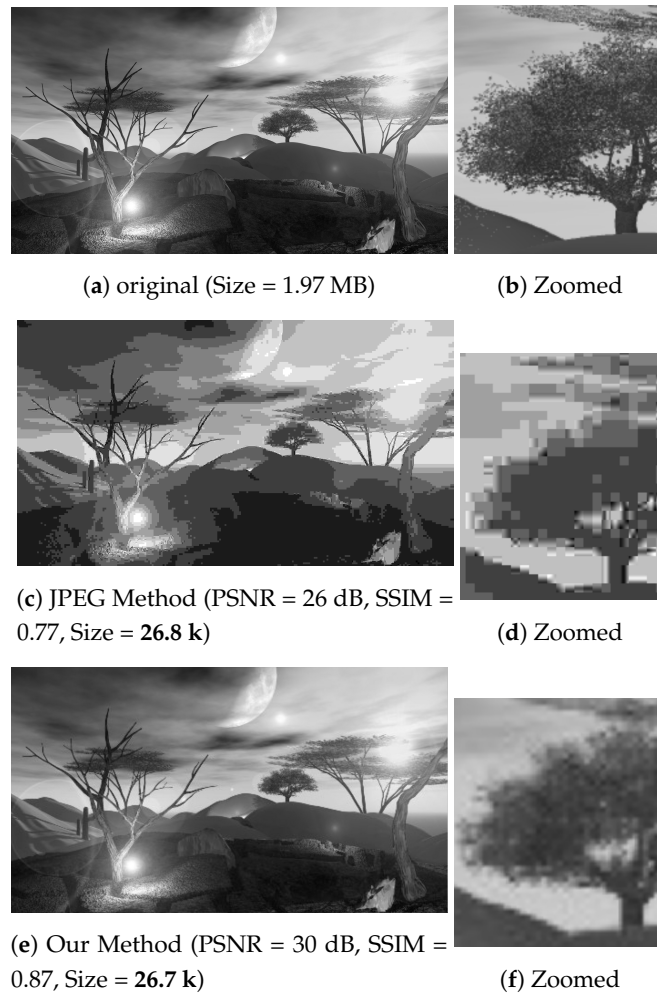 (a) original (Size = 1.97 MB)
(b) Zoomed
(c) JPEG Method (PSNR = 26 dB, SSIM =
0.77, Size = 26.8 k)
(d) Zoomed
(e) Our Method (PSNR = 30 dB, SSIM =
0.87, Size = 26.7 k)
(f) Zoomed